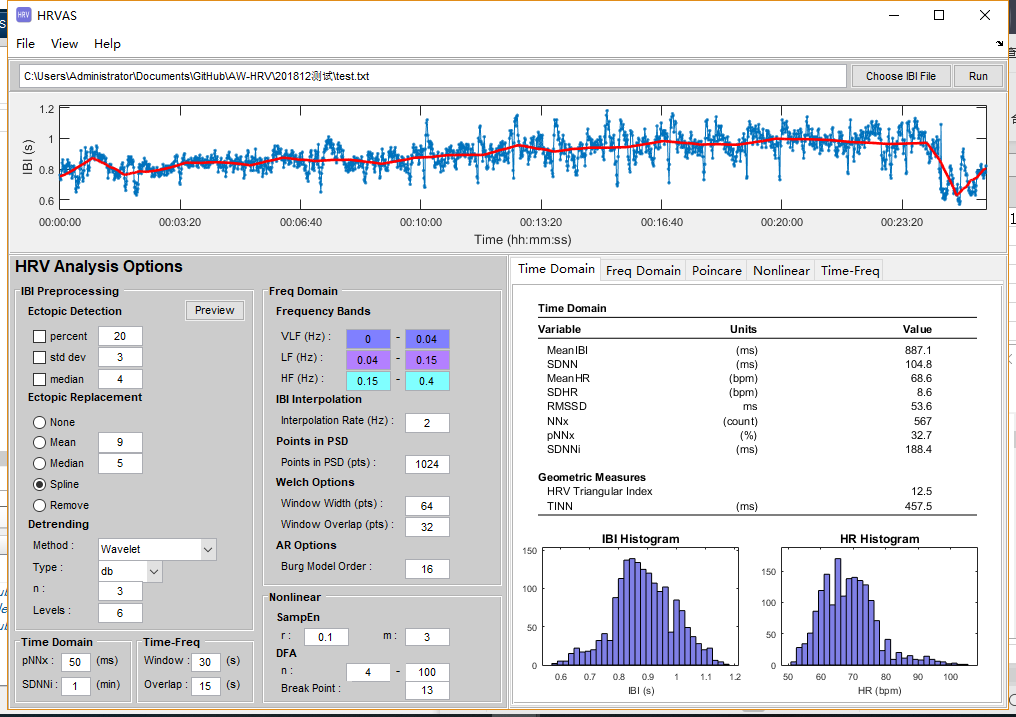 HRV HRVAS
File View Help
C:\Users\Administrator\Documents\GitHub\AW-HRV\201812测试\test.txt Choose IBI File Run
1.2
1
0.8
0.6
IBI (s)
00:00:00 00:03:20 00:06:40 00:10:00 00:13:20 00:16:40 00:20:00 00:23:20
Time (hh:mm:ss)
HRV Analysis Options
IBI Preprocessing
Ectopic Detection Preview
percent 20
std dev 3
median 4
Ectopic Replacement
None
Mean 9
Median 5
Spline
Remove
Detrending
Method : Wavelet
Type : db
n : 3
Levels : 6
Time Domain
pNNx : 50 (ms)
SDNNi : 1 (min)
Time-Freq
Window : 30 (s)
Overlap : 15 (s)
Freq Domain
Frequency Bands
VLF (Hz) : 0 - 0.04
LF (Hz) : 0.04 - 0.15
HF (Hz) : 0.15 - 0.4
IBI Interpolation
Interpolation Rate (Hz) : 2
Points in PSD
Points in PSD (pts) : 1024
Welch Options
Window Width (pts) : 64
Window Overlap (pts) : 32
AR Options
Burg Model Order : 16
Nonlinear
SampEn
r : 0.1 m : 3
DFA
n : 4 - 100
Break Point : 13
Time Domain Freq Domain Poincare Nonlinear Time-Freq
Time Domain
Variable Units Value
MeanIBI (ms) 887.1
SDNN (ms) 104.8
MeanHR (bpm) 68.6
SDHR (bpm) 8.6
RMSSD ms 53.6
NNx (count) 567
pNNx (%) 32.7
SDNNi (ms) 188.4
Geometric Measures
HRV Triangular Index 12.5
TINN (ms) 457.5
IBI Histogram
150
100
50
0
0.6 0.7 0.8 0.9 1 1.1 1.2
IBI (s)
HR Histogram
150
100
50
0
50 60 70 80 90 100
HR (bpm)